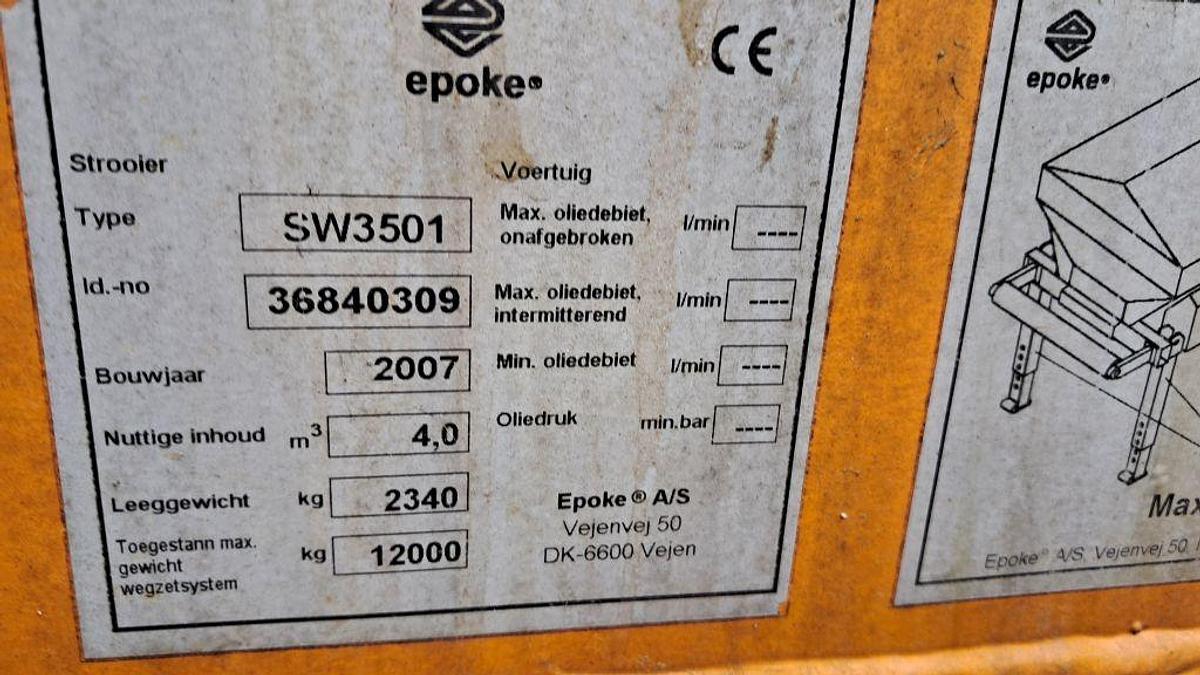 epoke®
CE
Strooier
Type SW3501
Id.-no 36840309
Bouwjaar 2007
Nuttige inhoud m³ 4,0
Leeggewicht kg 2340
Toegestann max.
gewicht kg 12000
wegzetsystem
Voertuig
Max. oliedebiet,
onafgebroken l/min ----
Max. oliedebiet,
intermitterend l/min ----
Min. oliedebiet l/min ----
Oliedruk min.bar ----
Epoke® A/S
Vejenvej 50
DK-6600 Vejen
epoke®
Max
Epoke® A/S, Vejenvej 50,